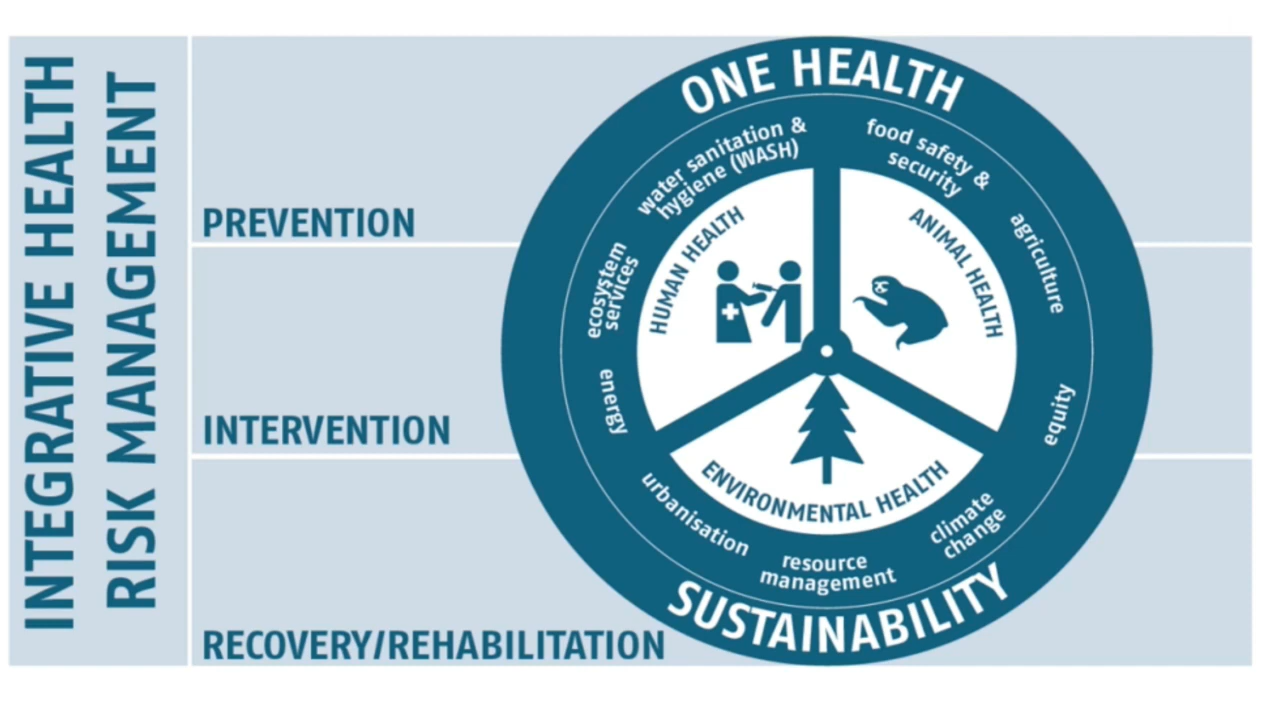 INTEGRATIVE HEALTH
RISK MANAGEMENT
PREVENTION
INTERVENTION
RECOVERY/REHABILITATION
ONE HEALTH
water sanitation &
hygiene (WASH)
food safety &
security
agriculture
equity
climate
change
resource
management
urbanisation
energy
ecosystem
services
HUMAN HEALTH
ANIMAL HEALTH
ENVIRONMENTAL HEALTH
SUSTAINABILITY